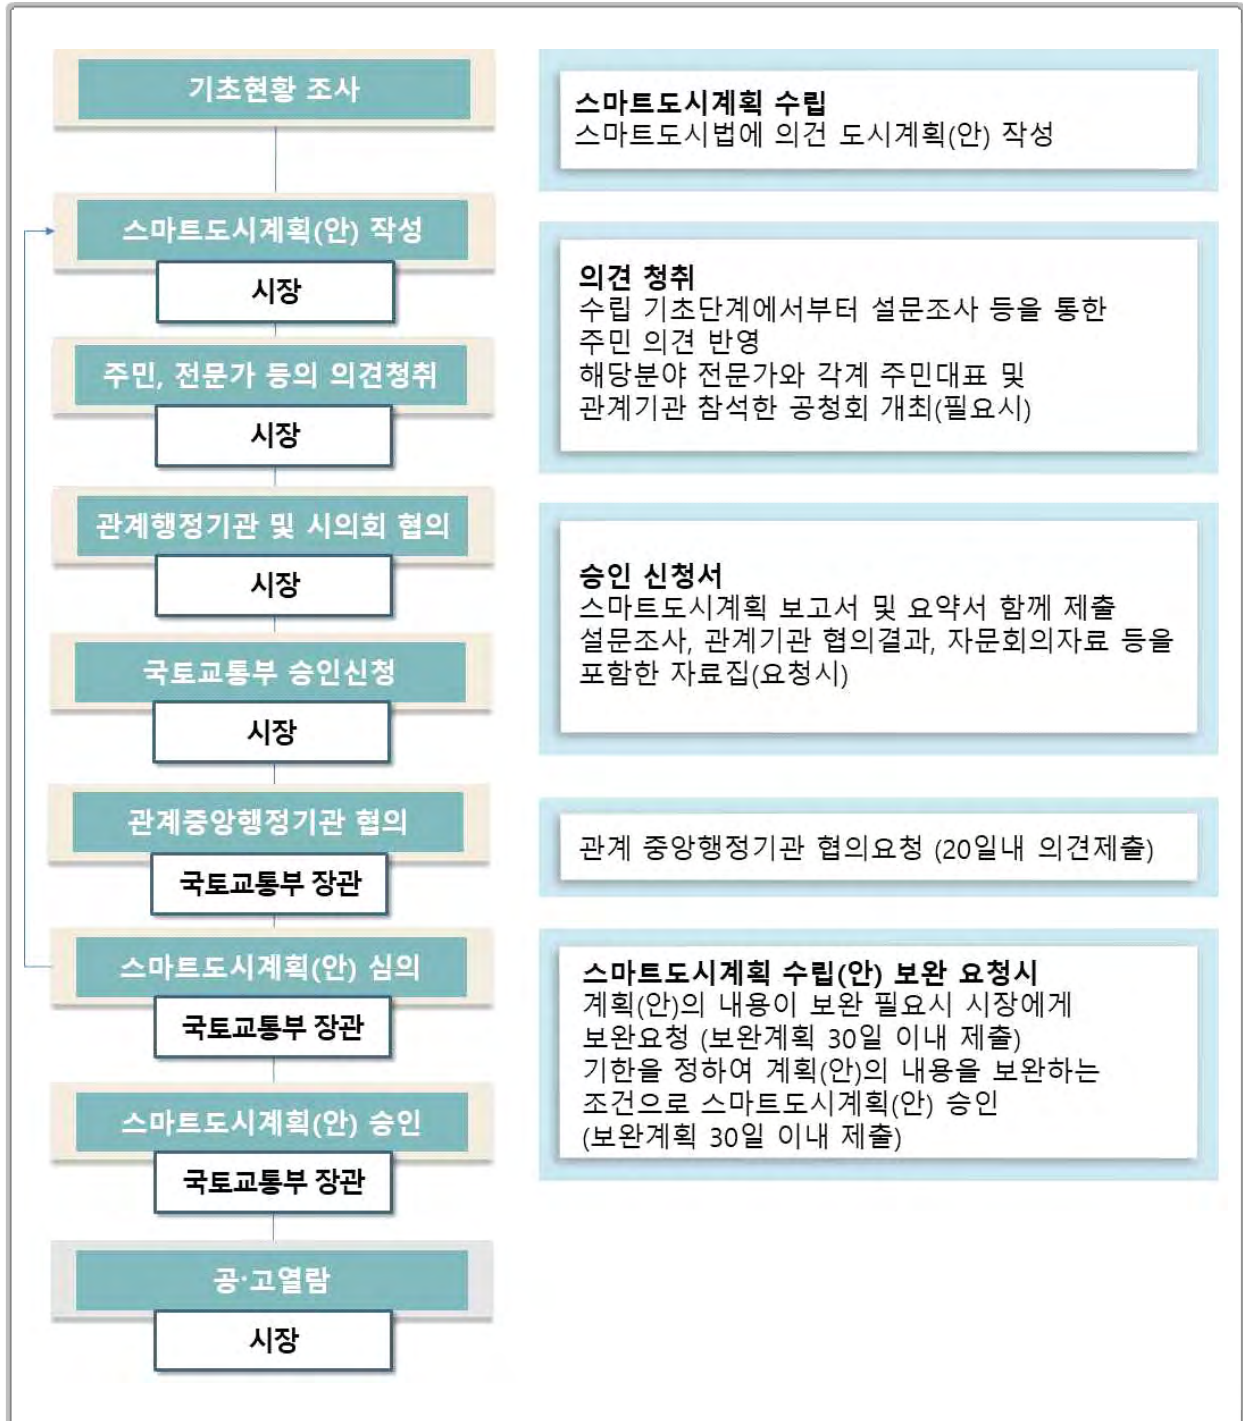 기초현황 조사
스마트도시계획(안) 작성
시장
주민, 전문가 등의 의견청취
시장
관계행정기관 및 시의회 협의
시장
국토교통부 승인신청
시장
관계중앙행정기관 협의
국토교통부 장관
스마트도시계획(안) 심의
국토교통부 장관
스마트도시계획(안) 승인
국토교통부 장관
공·고열람
시장
스마트도시계획 수립
스마트도시법에 의건 도시계획(안) 작성
의견 청취
수립 기초단계에서부터 설문조사 등을 통한
주민 의견 반영
해당분야 전문가와 각계 주민대표 및
관계기관 참석한 공청회 개최(필요시)
승인 신청서
스마트도시계획 보고서 및 요약서 함께 제출
설문조사, 관계기관 협의결과, 자문회의자료 등을
포함한 자료집(요청시)
관계 중앙행정기관 협의요청 (20일내 의견제출)
스마트도시계획 수립(안) 보완 요청시
계획(안)의 내용이 보완 필요시 시장에게
보완요청 (보완계획 30일 이내 제출)
기한을 정하여 계획(안)의 내용을 보완하는
조건으로 스마트도시계획(안) 승인
(보완계획 30일 이내 제출)